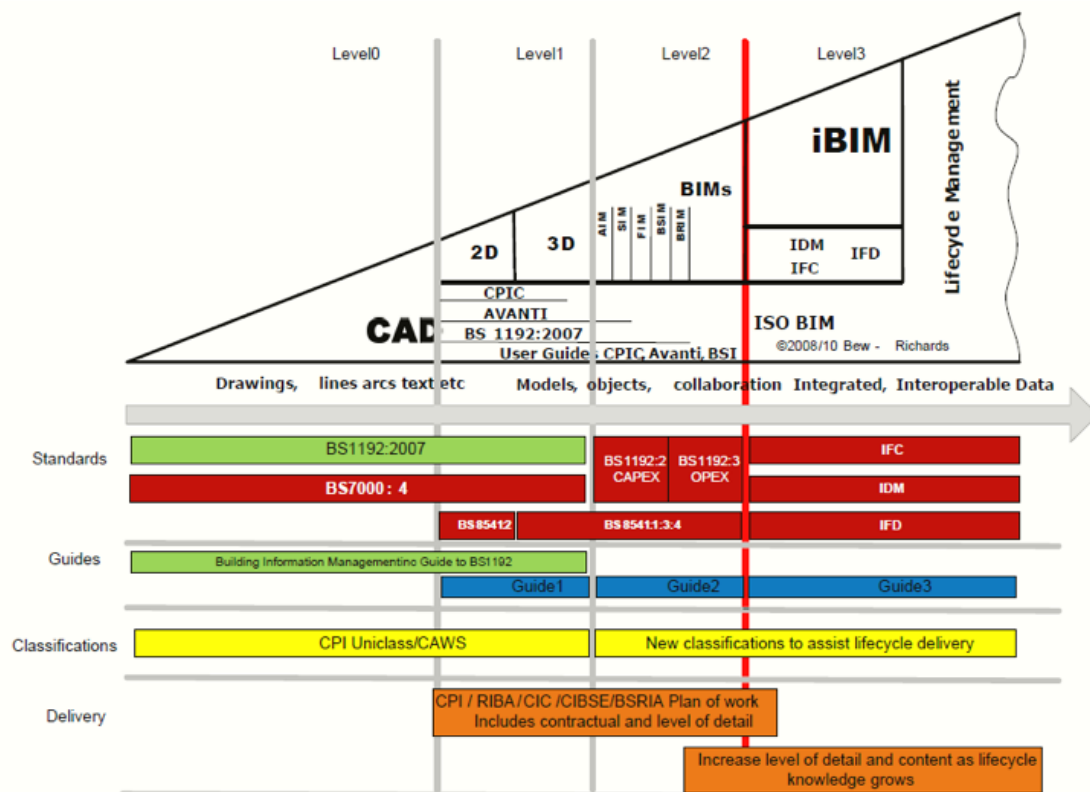 Level0
Level1
Level2
Level3
iBIM
BIMs
AIM
SIM
FIM
BSIM
BRIM
2D
3D
IDM
IFD
IFC
Lifecycle Management
CPIC
AVANTI
CAD
BS 1192:2007
ISO BIM
User Guides CPIC, Avanti, BSI
©2008/10 Bew - Richards
Drawings, lines arcs text etc
Models, objects, collaboration
Integrated, Interoperable Data
Standards
BS1192:2007
BS1192:2
CAPEX
BS1192:3
OPEX
IFC
BS7000 : 4
IDM
BS8541:2
BS8541:1:3:4
IFD
Guides
Building Information Managementinc Guide to BS1192
Guide1
Guide2
Guide3
Classifications
CPI Uniclass/CAWS
New classifications to assist lifecycle delivery
Delivery
CPI / RIBA / CIC /CIBSE/BSRIA Plan of work
Includes contractual and level of detail
Increase level of detail and content as lifecycle
knowledge grows